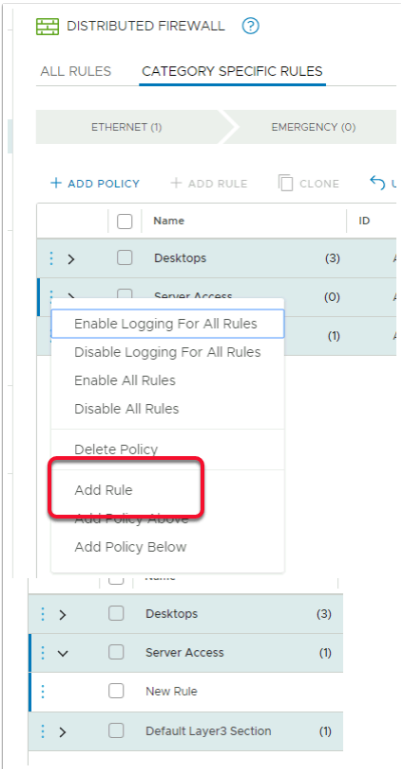 DISTRIBUTED FIREWALL ?
ALL RULES CATEGORY SPECIFIC RULES
ETHERNET (1) EMERGENCY (0)
+ ADD POLICY + ADD RULE CLONE U
Name ID
Desktops (3) A
Server Access (0) A
(1) A
Enable Logging For All Rules
Disable Logging For All Rules
Enable All Rules
Disable All Rules
Delete Policy
Add Rule
Add Policy Above
Add Policy Below
Name
Desktops (3)
Server Access (1)
New Rule
Default Layer3 Section (1)